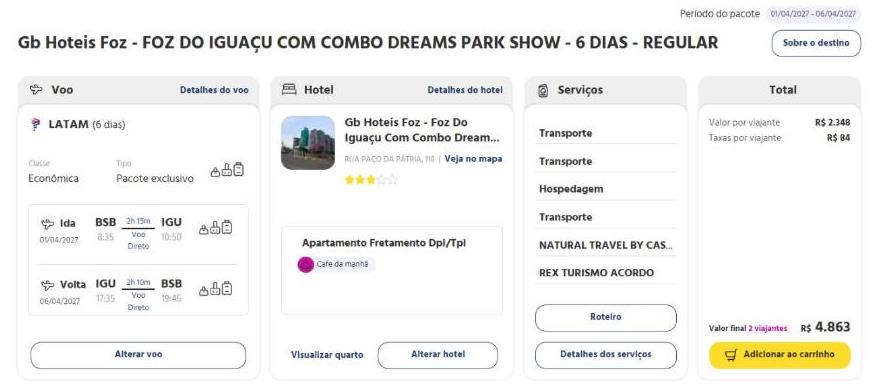 Período do pacote 01/04/2027 - 06/04/2027
Gb Hoteis Foz - FOZ DO IGUAÇU COM COMBO DREAMS PARK SHOW - 6 DIAS - REGULAR
Sobre o destino
Voo
Detalhes do voo
LATAM (6 dias)
Classe
Econômica
Tipo
Pacote exclusivo
Ida
01/04/2027
BSB
8:35
2h 15m
Voo
Direto
IGU
10:50
Volta
06/04/2027
IGU
17:35
2h 10m
Voo
Direto
BSB
19:45
Alterar voo
Hotel
Detalhes do hotel
Gb Hoteis Foz - Foz Do
Iguaçu Com Combo Dream...
RUA PAÇO DA PÁTRIA, 118 | Veja no mapa
Apartamento Fretamento Dpl/Tpl
Cafe da manhã
Visualizar quarto
Alterar hotel
Serviços
Transporte
Transporte
Hospedagem
Transporte
NATURAL TRAVEL BY CAS...
REX TURISMO ACORDO
Roteiro
Detalhes dos serviços
Total
Valor por viajante R$ 2.348
Taxas por viajante R$ 84
Valor final 2 viajantes R$ 4.863
Adicionar ao carrinho